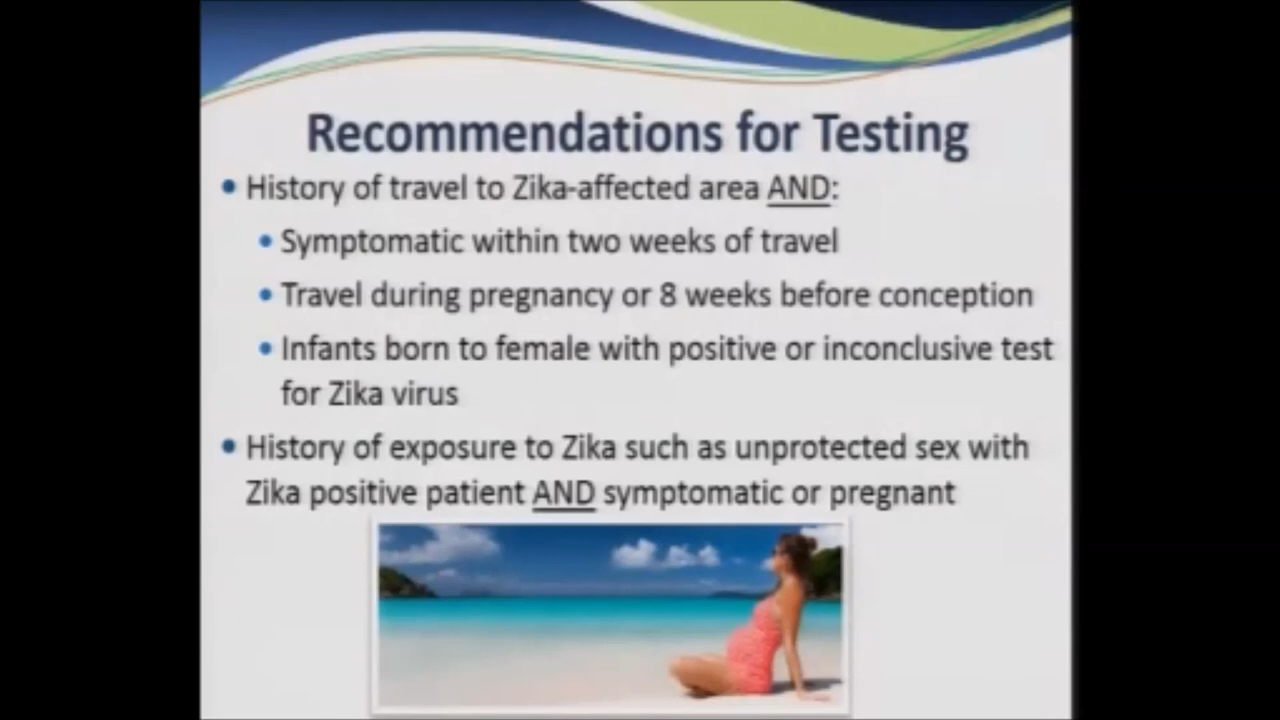 Recommendations for Testing
• History of travel to Zika-affected area AND:
• Symptomatic within two weeks of travel
• Travel during pregnancy or 8 weeks before conception
• Infants born to female with positive or inconclusive test
for Zika virus
• History of exposure to Zika such as unprotected sex with
Zika positive patient AND symptomatic or pregnant